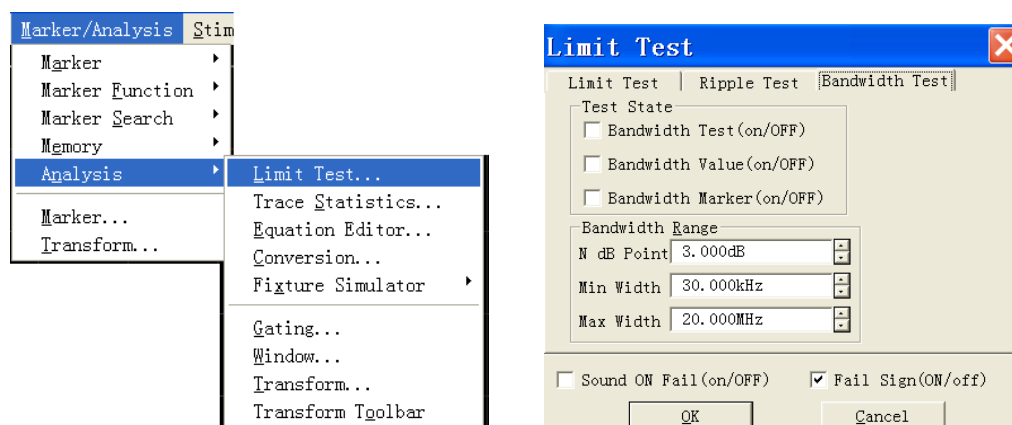 Marker/Analysis Stim
Marker
Marker Function
Marker Search
Memory
Analysis
Marker...
Transform...
Limit Test...
Trace Statistics...
Equation Editor...
Conversion...
Fixture Simulator
Gating...
Window...
Transform...
Transform Toolbar
Limit Test
Limit Test Ripple Test Bandwidth Test
Test State
Bandwidth Test(on/OFF)
Bandwidth Value(on/OFF)
Bandwidth Marker(on/OFF)
Bandwidth Range
N dB Point 3.000dB
Min Width 30.000kHz
Max Width 20.000MHz
Sound ON Fail(on/OFF) Fail Sign(ON/off)
OK Cancel